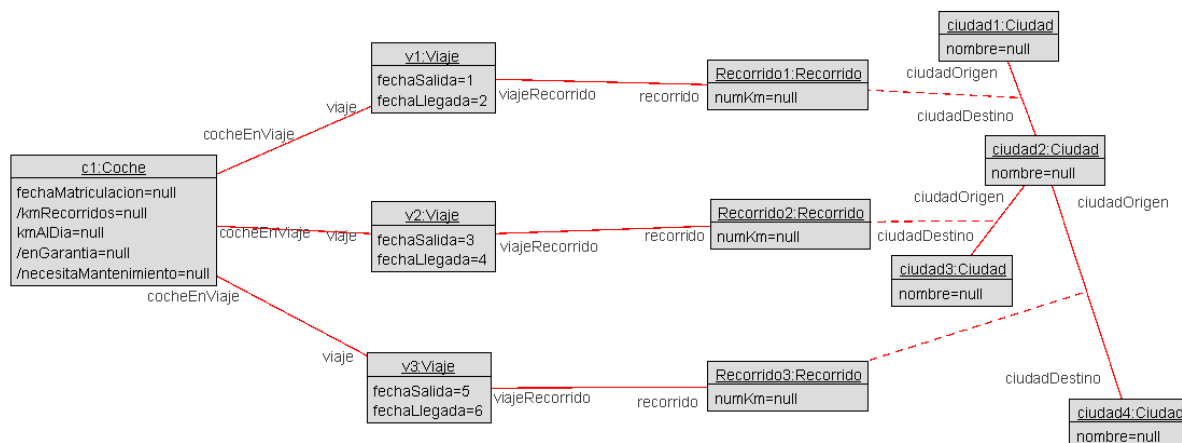 ciudad1:Ciudad
nombre=null
ciudadOrigen
v1:Viaje
fechaSalida=1
fechaLlegada=2
viajeRecorrido
recorrido
Recorrido1:Recorrido
numKm=null
ciudadDestino
viaje
cocheEnViaje
c1:Coche
fechaMatriculacion=null
/kmRecorridos=null
kmAlDia=null
/enGarantia=null
/necesitaMantenimiento=null
ciudad2:Ciudad
nombre=null
ciudadOrigen
ciudadOrigen
cocheEnViaje
viaje
v2:Viaje
fechaSalida=3
fechaLlegada=4
viajeRecorrido
recorrido
Recorrido2:Recorrido
numKm=null
ciudadDestino
ciudad3:Ciudad
nombre=null
cocheEnViaje
viaje
v3:Viaje
fechaSalida=5
fechaLlegada=6
viajeRecorrido
recorrido
Recorrido3:Recorrido
numKm=null
ciudadDestino
ciudad4:Ciudad
nombre=null